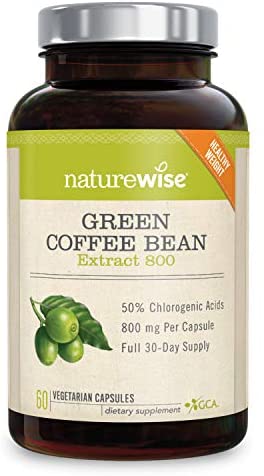 HEALTHY
WEIGHT
naturewise®
GREEN
COFFEE BEAN
Extract 800
50% Chlorogenic Acids
800 mg Per Capsule
Full 30-Day Supply
60 VEGETARIAN CAPSULES
dietary supplement GCA